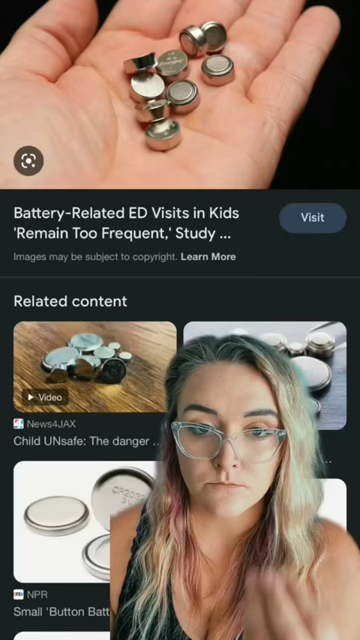 Battery-Related ED Visits in Kids
'Remain Too Frequent,' Study ...
Visit
Images may be subject to copyright. Learn More
Related content
Video
News4JAX
Child UNsafe: The danger ...
NPR
Small 'Button Batt